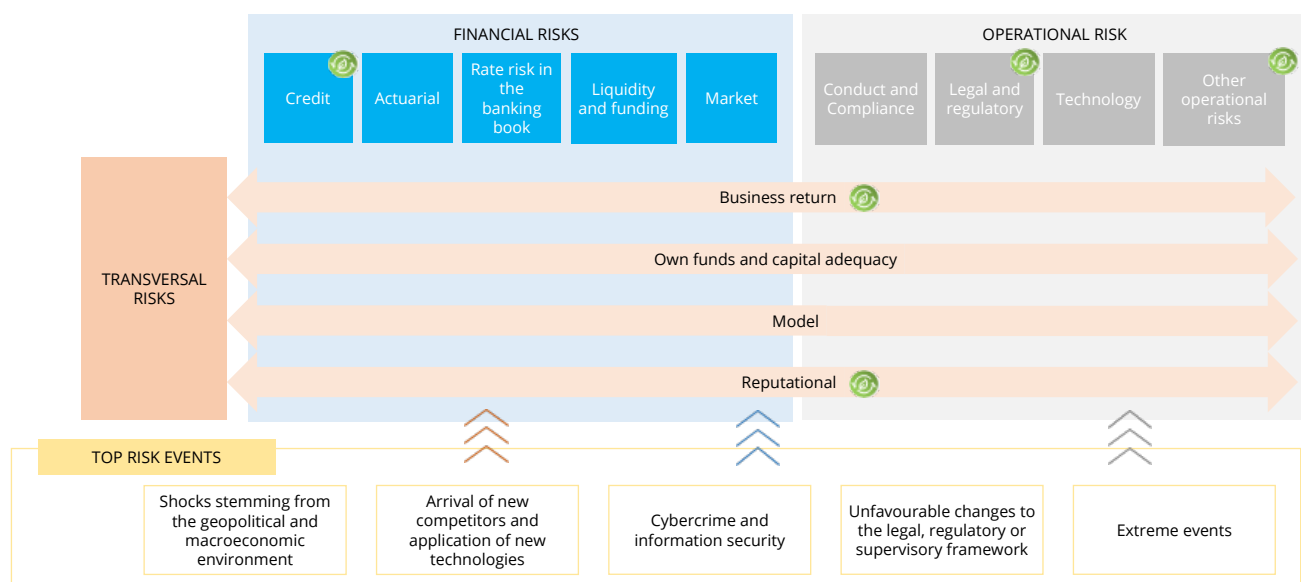 FINANCIAL RISKS
OPERATIONAL RISK
Credit
Actuarial
Rate risk in
the
banking
book
Liquidity
and funding
Market
Conduct and
Compliance
Legal and
regulatory
Technology
Other
operational
risks
TRANSVERSAL
RISKS
Business return
Own funds and capital adequacy
Model
Reputational
TOP RISK EVENTS
Shocks stemming from
the geopolitical and
macroeconomic
environment
Arrival of new
competitors and
application of new
technologies
Cybercrime and
information security
Unfavourable changes to
the legal, regulatory or
supervisory framework
Extreme events